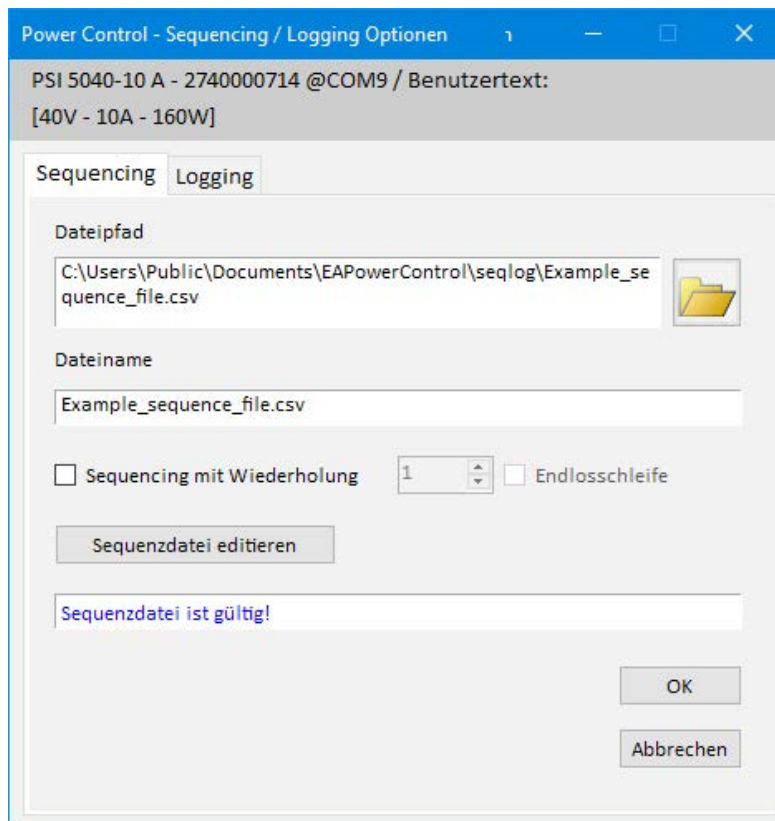 Power Control - Sequencing / Logging Optionen
PSI 5040-10 A - 2740000714 @COM9 / Benutzertext:
[40V - 10A - 160W]
Sequencing Logging
Dateipfad
C:\Users\Public\Documents\EAPowerControl\seqlog\Example_se
quence_file.csv
Dateiname
Example_sequence_file.csv
Sequencing mit Wiederholung 1 Endlosschleife
Sequenzdatei editieren
Sequenzdatei ist gültig!
OK
Abbrechen